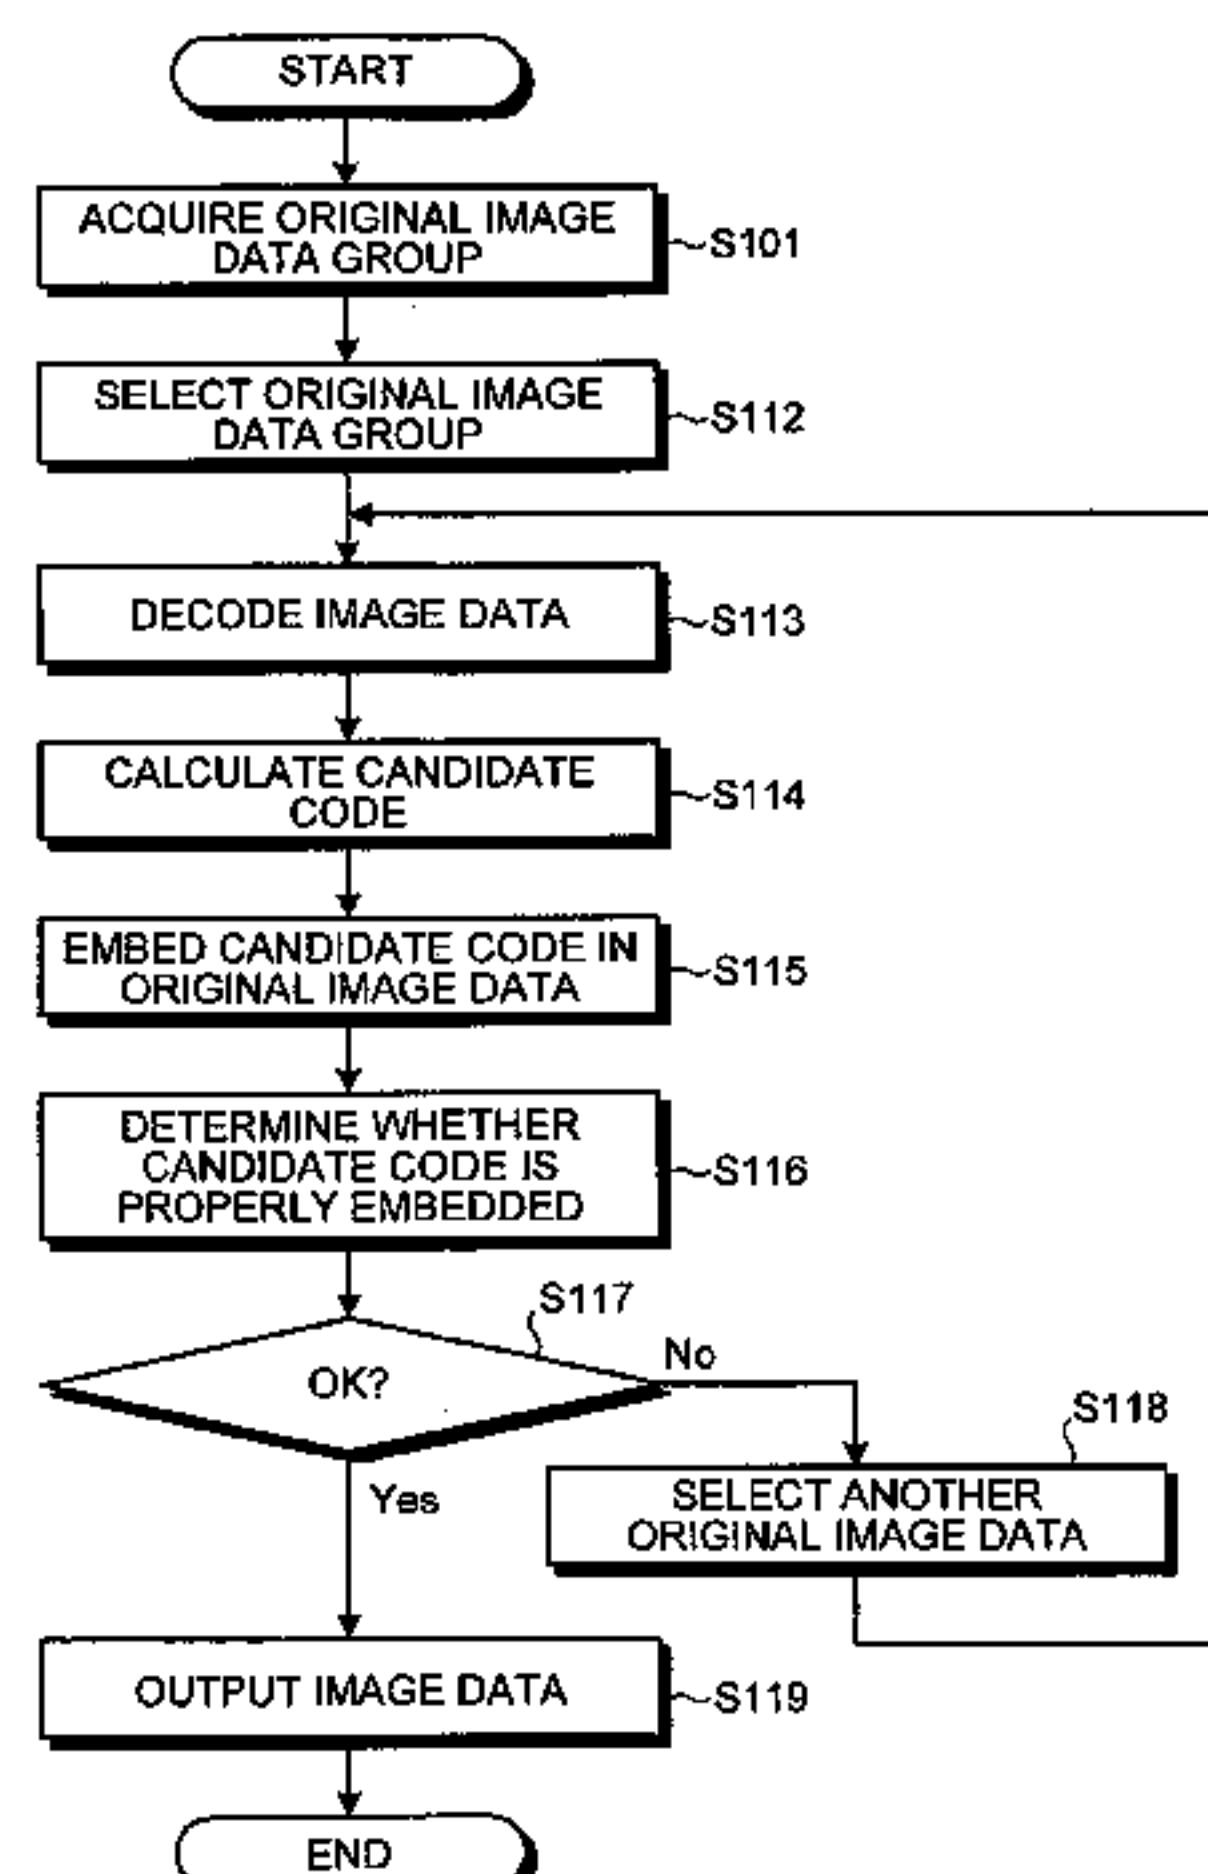 START
ACQUIRE ORIGINAL IMAGE
DATA GROUP
S101
SELECT ORIGINAL IMAGE
DATA GROUP
S112
DECODE IMAGE DATA
S113
CALCULATE CANDIDATE
CODE
S114
EMBED CANDIDATE CODE IN
ORIGINAL IMAGE DATA
S115
DETERMINE WHETHER
CANDIDATE CODE IS
PROPERLY EMBEDDED
S116
S117
OK?
No
S118
SELECT ANOTHER
ORIGINAL IMAGE DATA
Yes
OUTPUT IMAGE DATA
S119
END